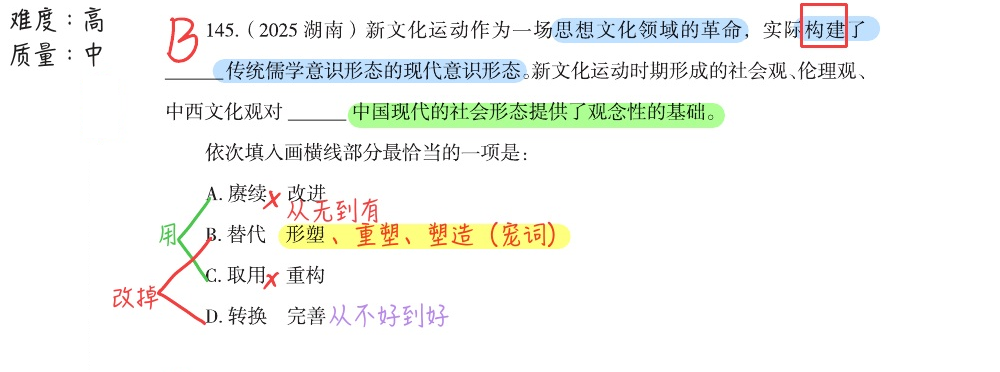 难度：高
质量：中
B 145.（2025 湖南）新文化运动作为一场思想文化领域的革命，实际构建了
______传统儒学意识形态的现代意识形态。新文化运动时期形成的社会观、伦理观、
中西文化观对 ______ 中国现代的社会形态提供了观念性的基础。
依次填入画横线部分最恰当的一项是：
A. 赓续 × 改进
从无到有
用
B. 替代 形塑、重塑、塑造（宠词）
C. 取用 × 重构
改掉
D. 转换 完善 从不好到好